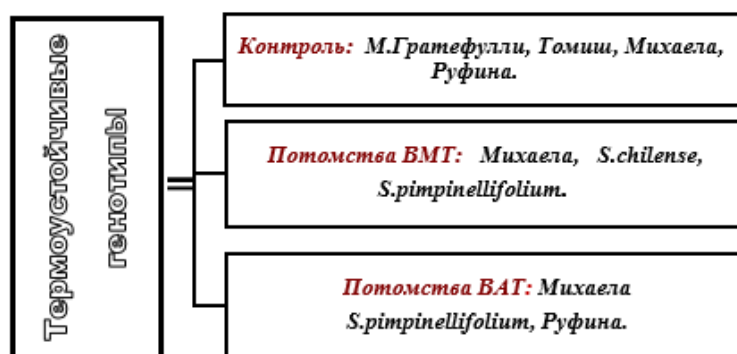 Термоустойчивые
генотипы
Контроль: М.Гратефулли, Томиш, Михаела,
Руфина.
Потомства ВМТ: Михаела, S.chilense,
S.pimpinellifolium.
Потомства ВАТ: Михаела
S.pimpinellifolium, Руфина.